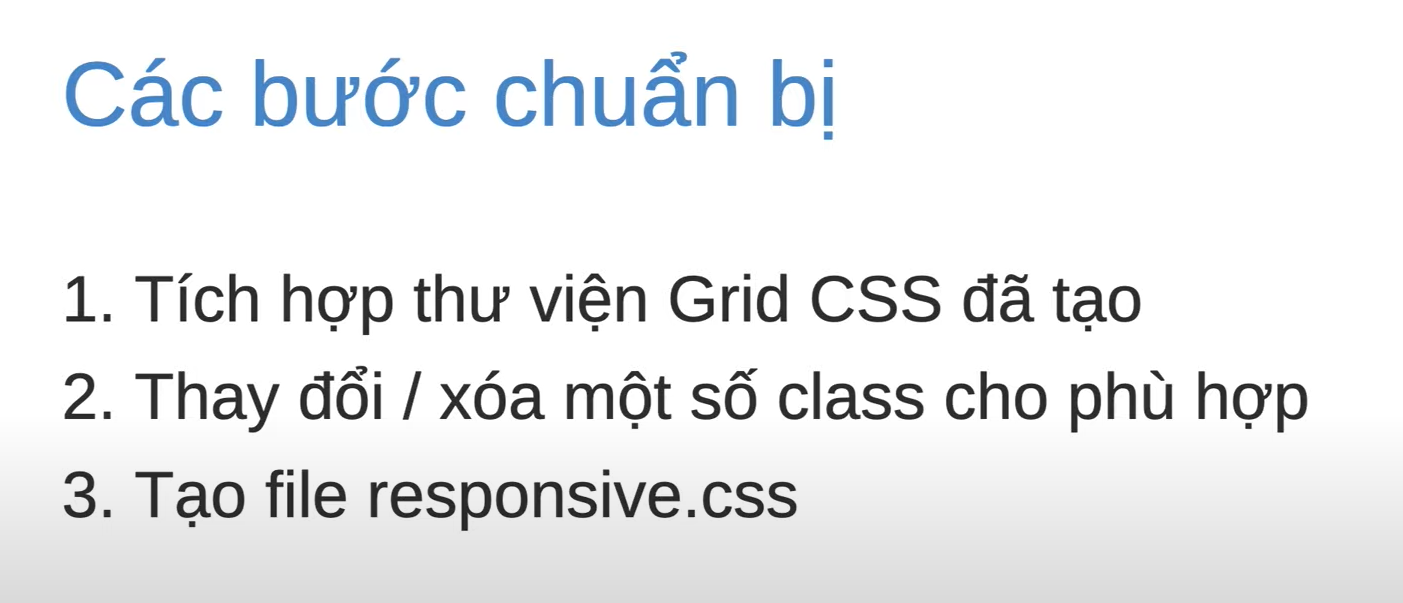 Các bước chuẩn bị
1. Tích hợp thư viện Grid CSS đã tạo
2. Thay đổi / xóa một số class cho phù hợp
3. Tạo file responsive.css